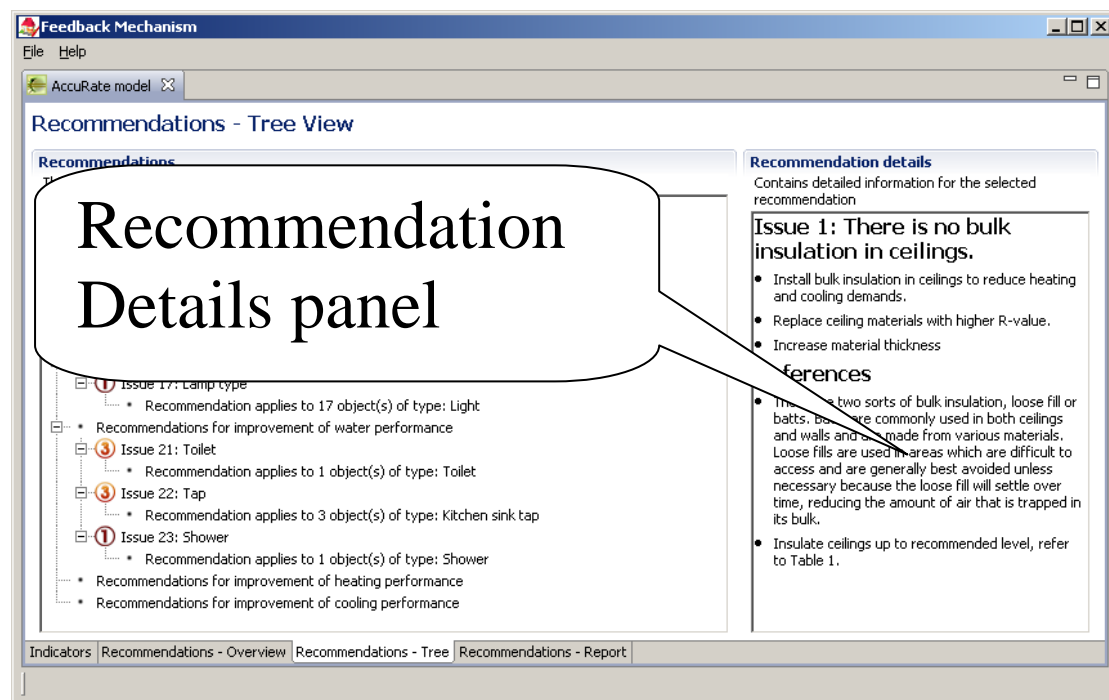 Feedback Mechanism
File Help
AccuRate model
Recommendations - Tree View
Recommendations
Recommendation
Details panel
Issue 17: Lamp type
Recommendation applies to 17 object(s) of type: Light
Recommendations for improvement of water performance
3 Issue 21: Toilet
Recommendation applies to 1 object(s) of type: Toilet
3 Issue 22: Tap
Recommendation applies to 3 object(s) of type: Kitchen sink tap
1 Issue 23: Shower
Recommendation applies to 1 object(s) of type: Shower
Recommendations for improvement of heating performance
Recommendations for improvement of cooling performance
Recommendation details
Contains detailed information for the selected
recommendation
Issue 1: There is no bulk
insulation in ceilings.
• Install bulk insulation in ceilings to reduce heating
and cooling demands.
• Replace ceiling materials with higher R-value.
• Increase material thickness
ferences
• two sorts of bulk insulation, loose fill or
batts. are commonly used in both ceilings
and walls and made from various materials.
Loose fills are used in areas which are difficult to
access and are generally best avoided unless
necessary because the loose fill will settle over
time, reducing the amount of air that is trapped in
its bulk.
• Insulate ceilings up to recommended level, refer
to Table 1.
Indicators Recommendations - Overview Recommendations - Tree Recommendations - Report